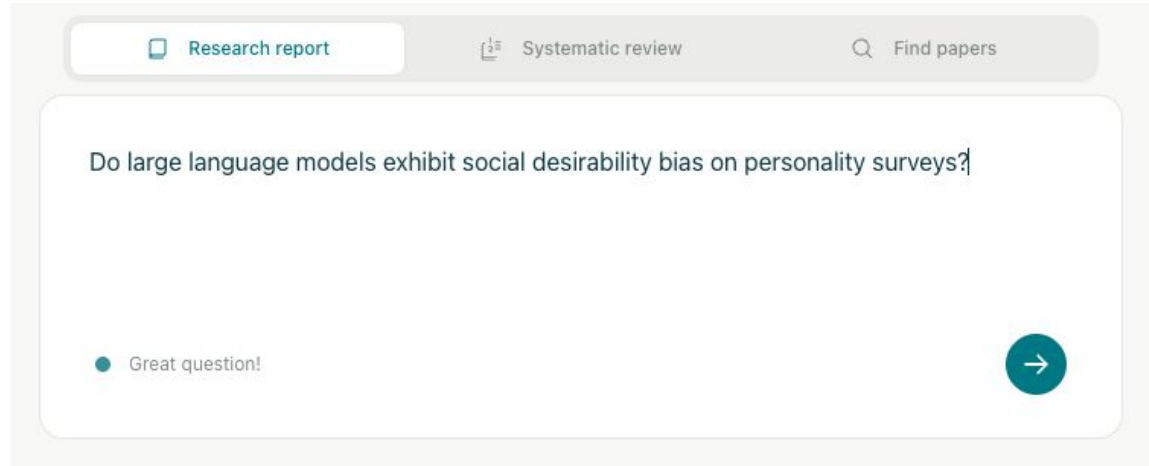 Research report
Systematic review
Find papers
Do large language models exhibit social desirability bias on personality surveys?
Great question!